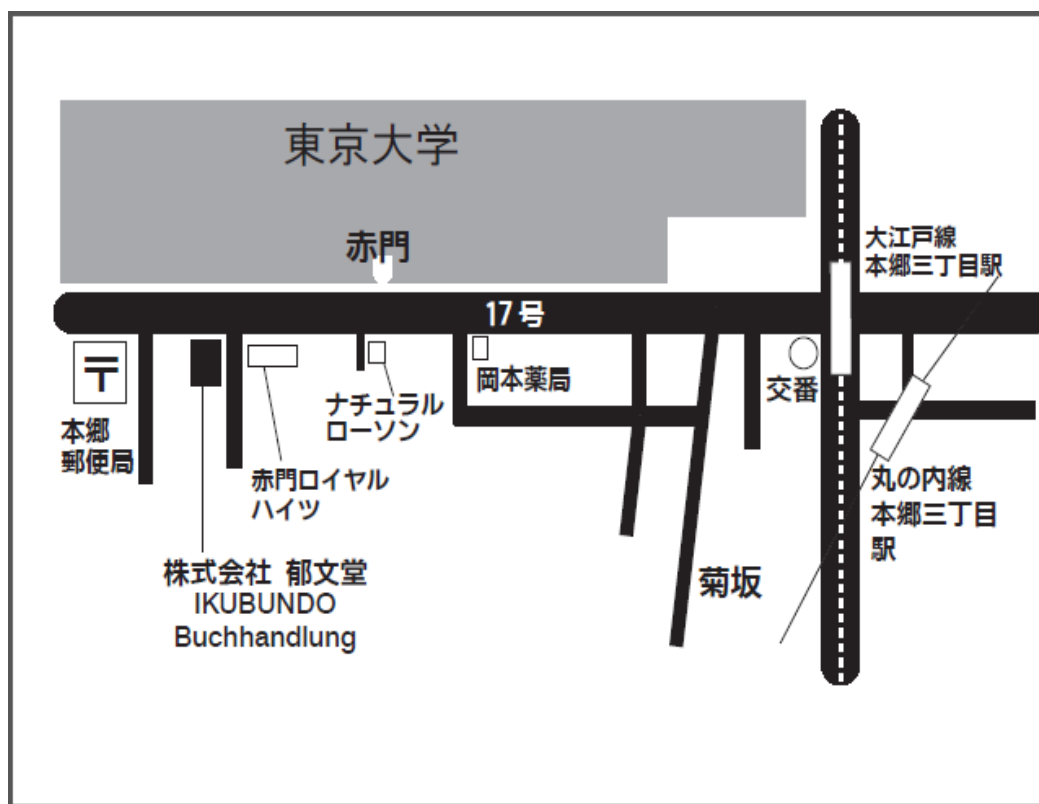 東京大学
赤門
大江戸線
本郷三丁目駅
17号
〒
本郷
郵便局
赤門ロイヤル
ハイツ
ナチュラル
ローソン
岡本薬局
交番
丸の内線
本郷三丁目
駅
菊坂
株式会社 郁文堂
IKUBUNDO
Buchhandlung